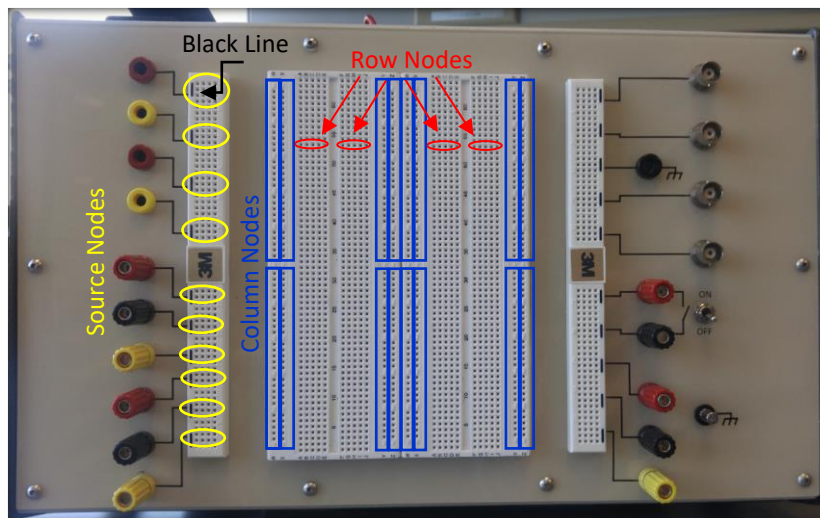 Black Line
Row Nodes
Source Nodes
Column Nodes
3M
3M
ON
OFF